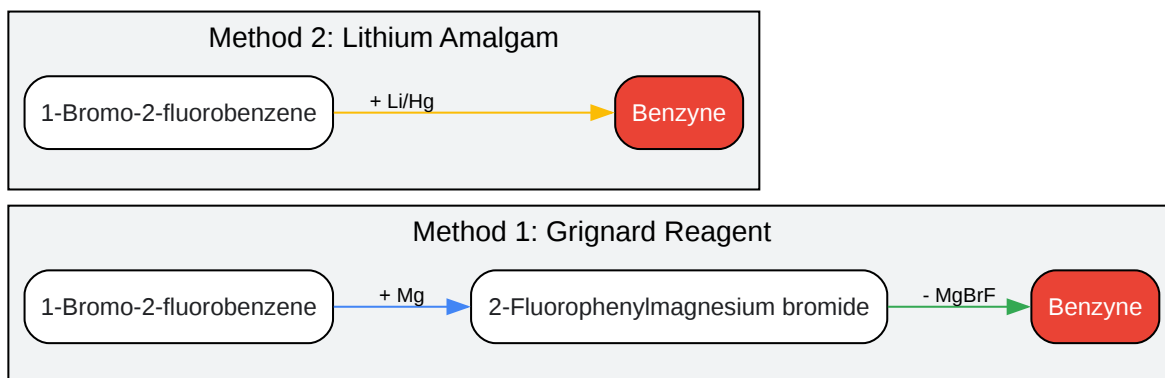 Method 2: Lithium Amalgam
1-Bromo-2-fluorobenzene
+ Li/Hg
Benzyne
Method 1: Grignard Reagent
1-Bromo-2-fluorobenzene
+ Mg
2-Fluorophenylmagnesium bromide
- MgBrF
Benzyne